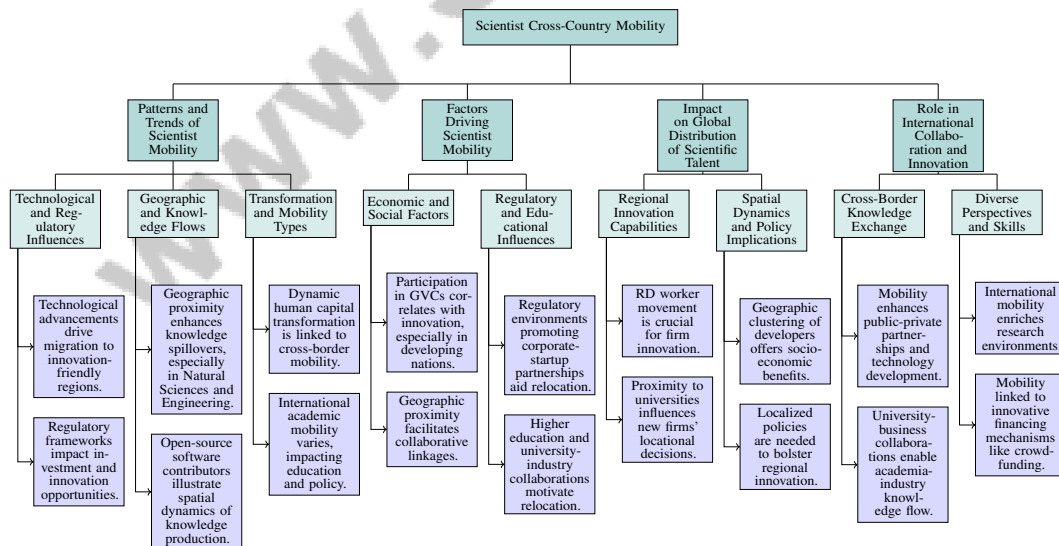 www.
Scientist Cross-Country Mobility
Patterns and
Trends of
Scientist
Mobility
Factors
Driving
Scientist
Mobility
Impact
on Global
Distribution
of Scientific
Talent
Role in
International
Collabo-
ration and
Innovation
Technological
and Reg-
ulatory
Influences
Geographic
and Knowl-
edge Flows
Transformation
and Mobility
Types
Economic and
Social Factors
Regulatory
and Edu-
cational
Influences
Regional
Innovation
Capabilities
Spatial
Dynamics
and Policy
Implications
Cross-Border
Knowledge
Exchange
Diverse
Perspectives
and Skills
Technological
advancements
drive
migration to
innovation-
friendly
regions.
Regulatory
frameworks
impact in-
vestment and
innovation
opportunities.
Geographic
proximity
enhances
knowledge
spillovers,
especially
in Natural
Sciences and
Engineering.
Open-source
software
contributors
illustrate
spatial
dynamics of
knowledge
production.
Dynamic
human capital
transformation
is linked to
cross-border
mobility.
International
academic
mobility
varies,
impacting
education
and policy.
Participation
in GVCs cor-
relates with
innovation,
especially in
developing
nations.
Geographic
proximity
facilitates
collaborative
linkages.
Regulatory
environments
promoting
corporate-
startup
partnerships
aid relocation.
Higher
education and
university-
industry
collaborations
motivate
relocation.
RD worker
movement
is crucial
for firm
innovation.
Proximity to
universities
influences
new firms'
locational
decisions.
Geographic
clustering of
developers
offers socio-
economic
benefits.
Localized
policies
are needed
to bolster
regional
innovation.
Mobility
enhances
public-private
partner-
ships and
technology
development.
University-
business
collabora-
tions enable
academia-
industry
knowl-
edge flow.
International
mobility
enriches
research
environments.
Mobility
linked to
innovative
financing
mechanisms
like crowd-
funding.